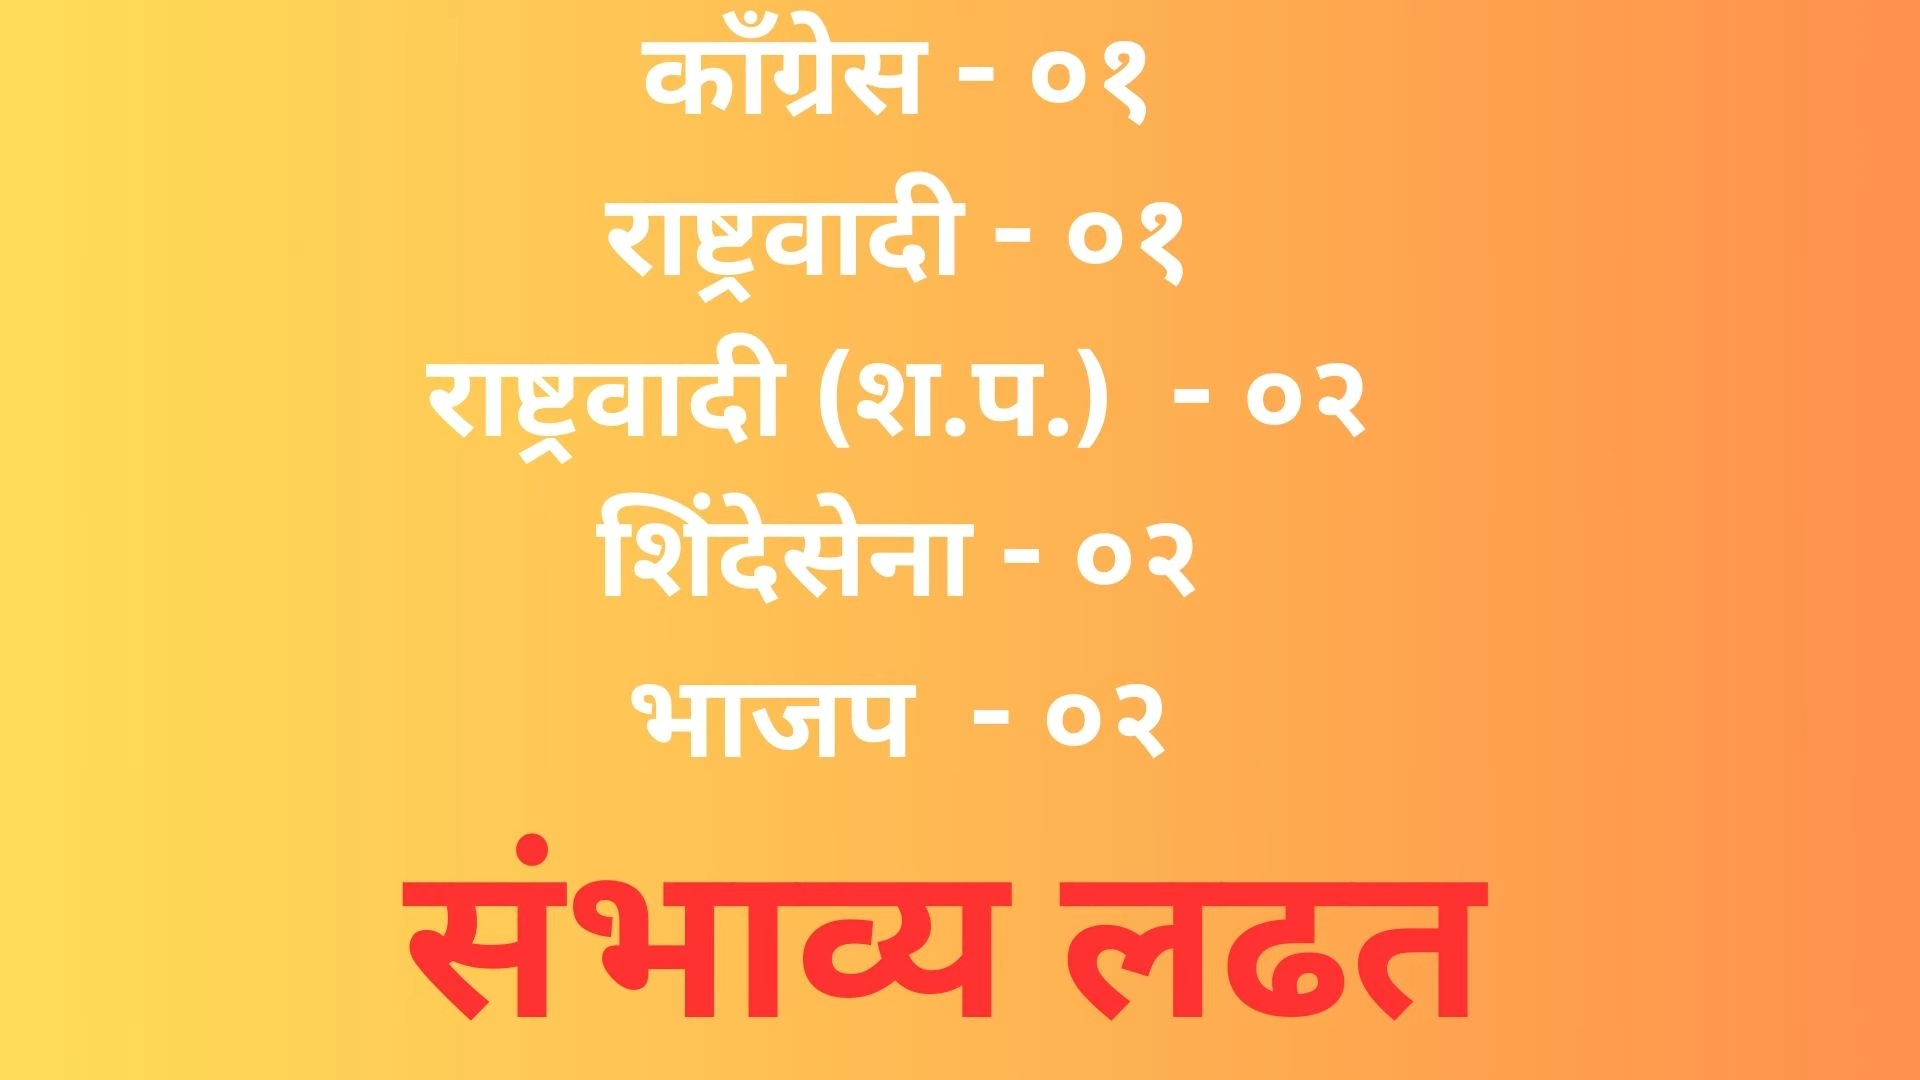 काँग्रेस - ०१
राष्ट्रवादी - ०१
राष्ट्रवादी (श.प.) - ०२
शिंदेसेना - ०२
भाजप - ०२
संभाव्य लढत